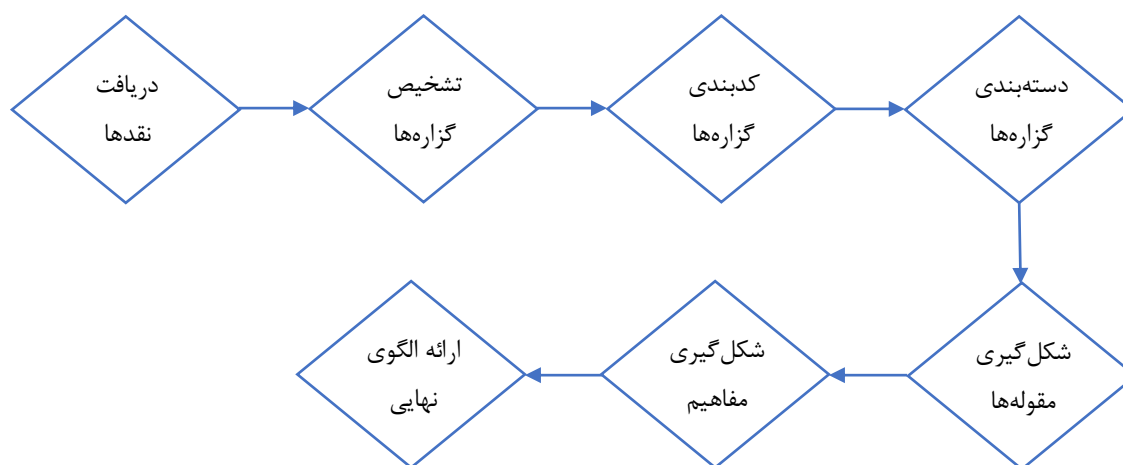 دریافت
نقدها
تشخیص
گزاره‌ها
کدبندی
گزاره‌ها
دسته‌بندی
گزاره‌ها
شکل‌گیری
مقوله‌ها
شکل‌گیری
مفاهیم
ارائه الگوی
نهایی